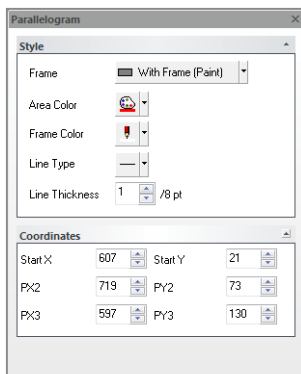 Parallelogram
Style
Frame With Frame (Paint)
Area Color
Frame Color
Line Type
Line Thickness 1 /8 pt
Coordinates
Start X 607 Start Y 21
PX2 719 PY2 73
PX3 597 PY3 130